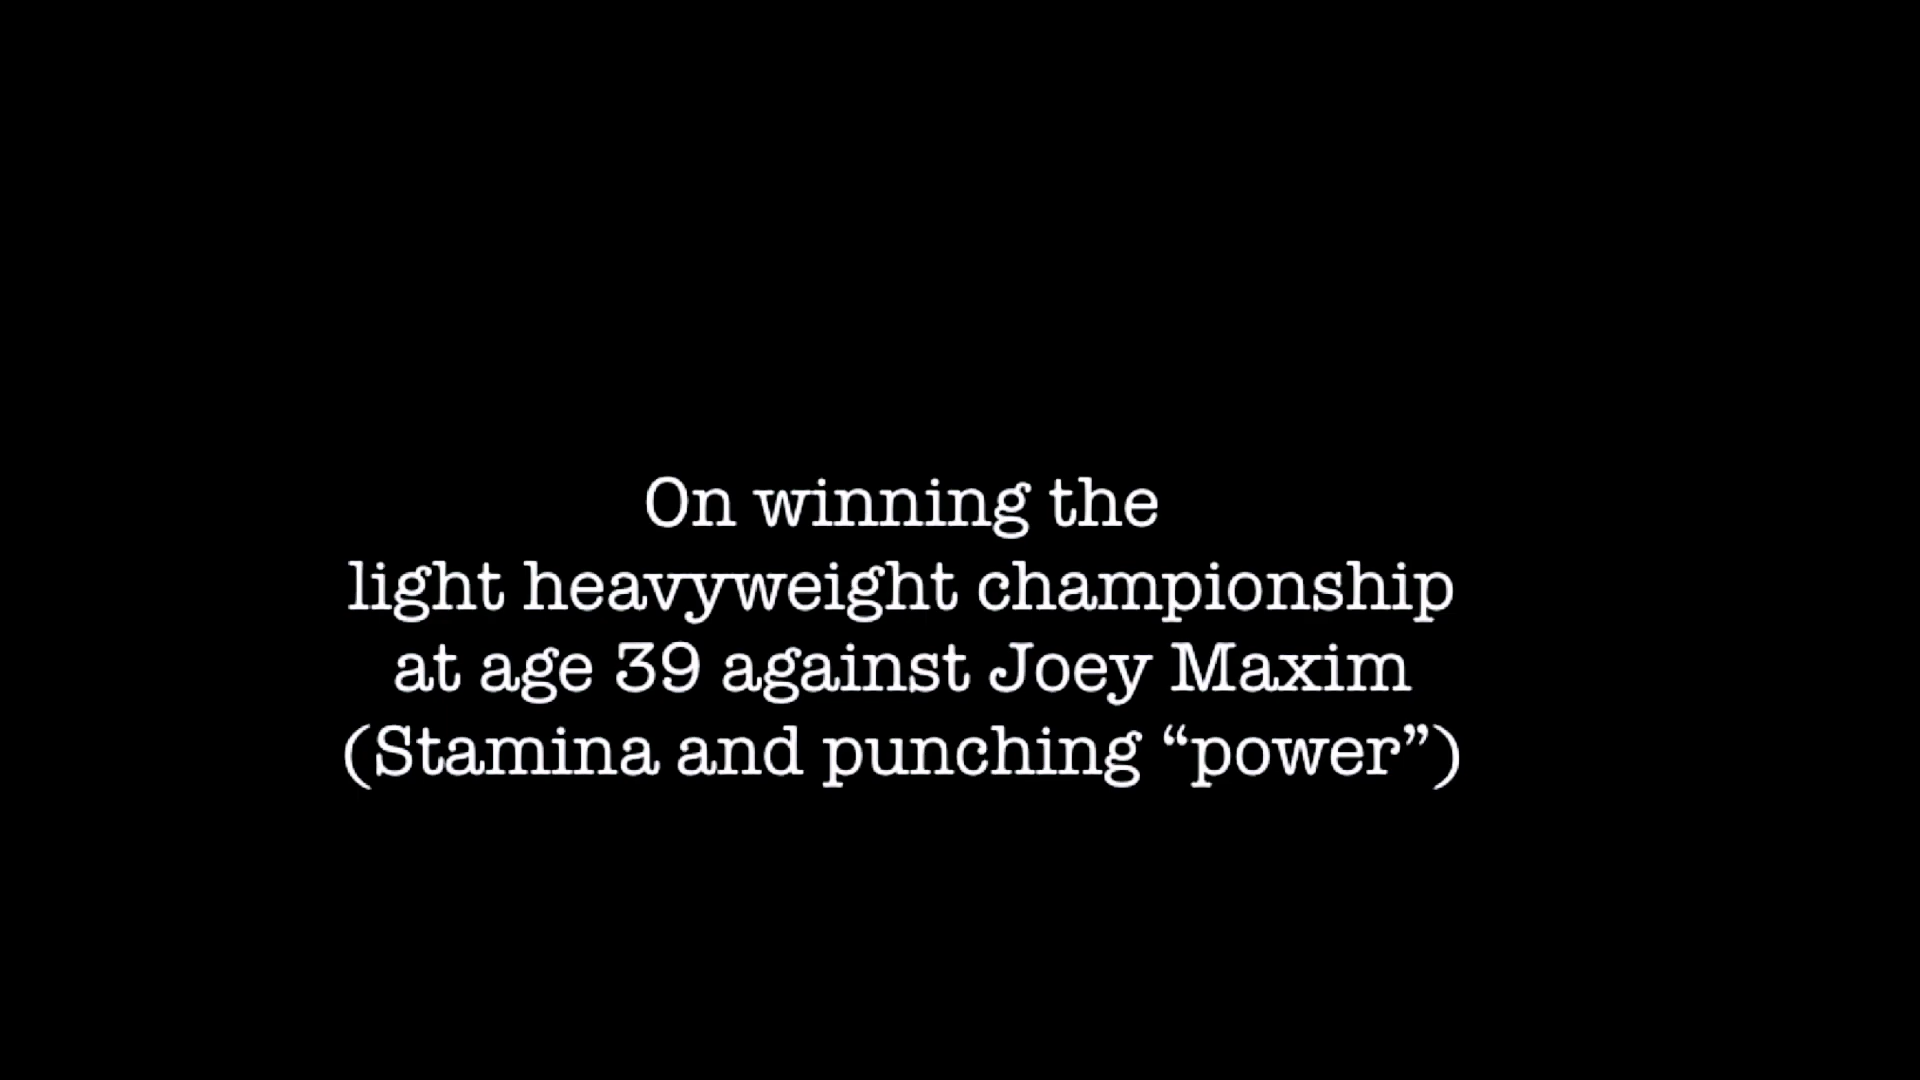 On winning the
light heavyweight championship
at age 39 against Joey Maxim
(Stamina and punching “power”)